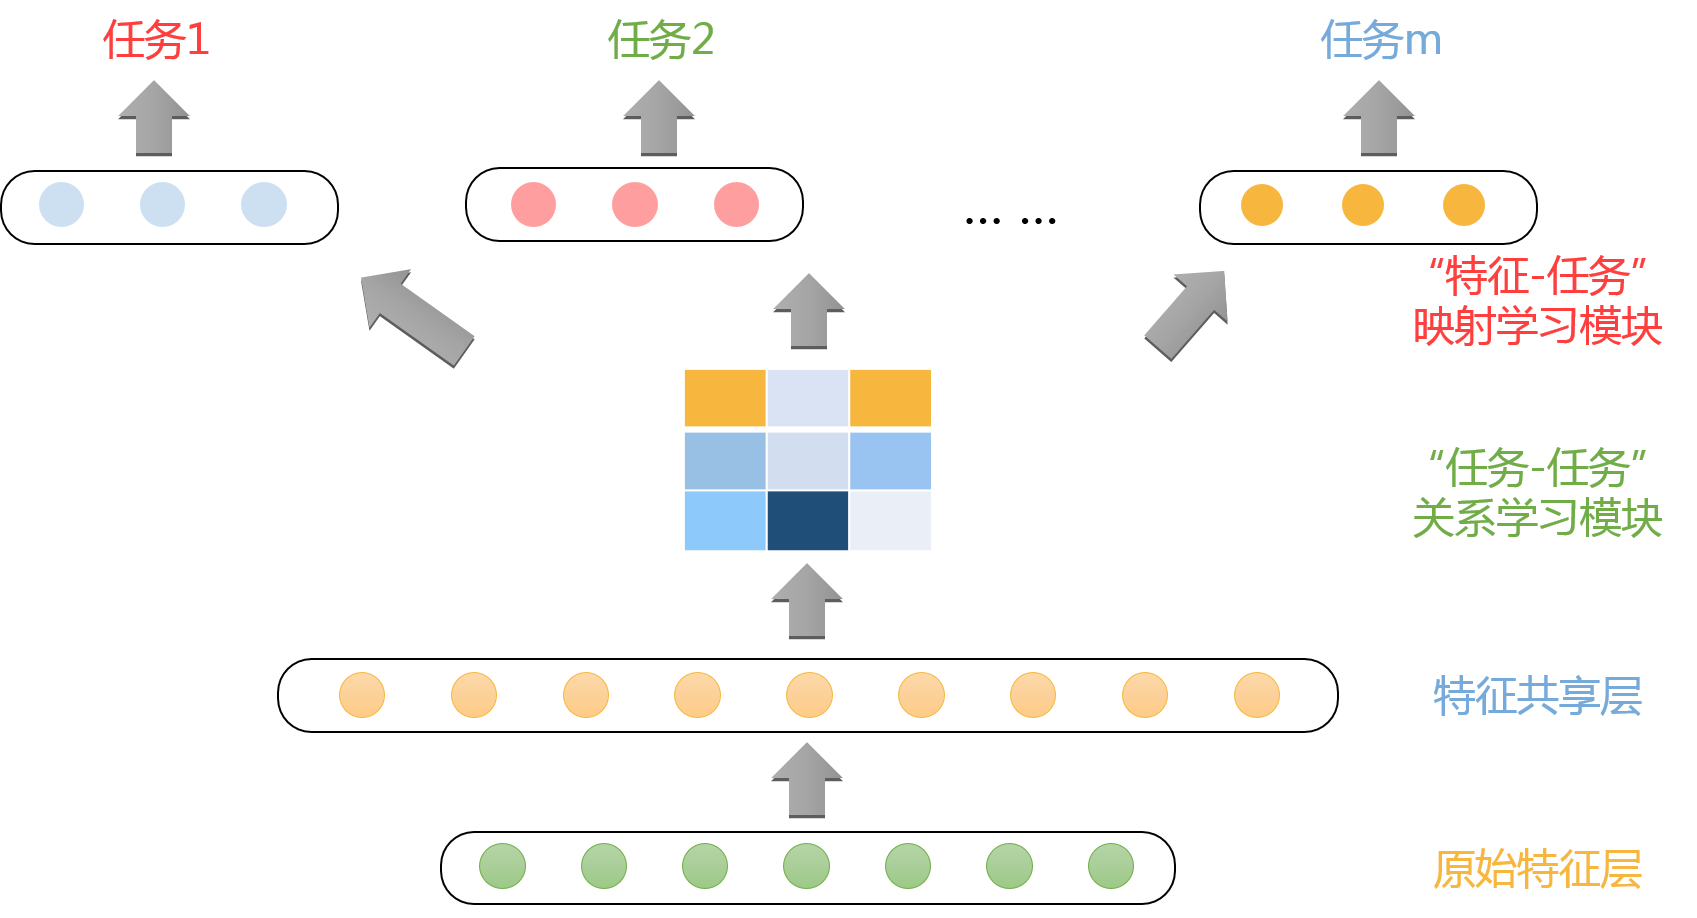 任务1
任务2
任务m
... ...
“特征-任务”
映射学习模块
“任务-任务”
关系学习模块
特征共享层
原始特征层